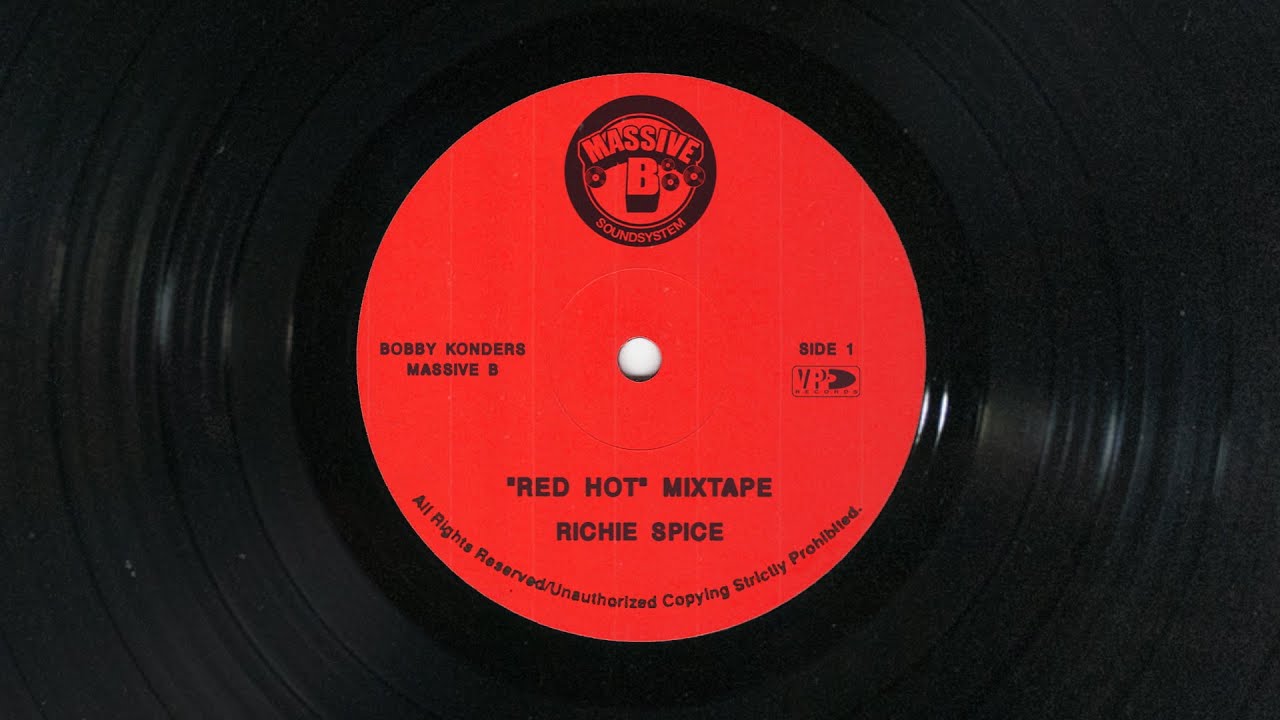 MASSIVE
B
SOUNDSYSTEM
BOBBY KONDERS
MASSIVE B
SIDE 1
VP
RECORDS
"RED HOT" MIXTAPE
RICHIE SPICE
All Rights Reserved/Unauthorized Copying Strictly Prohibited.